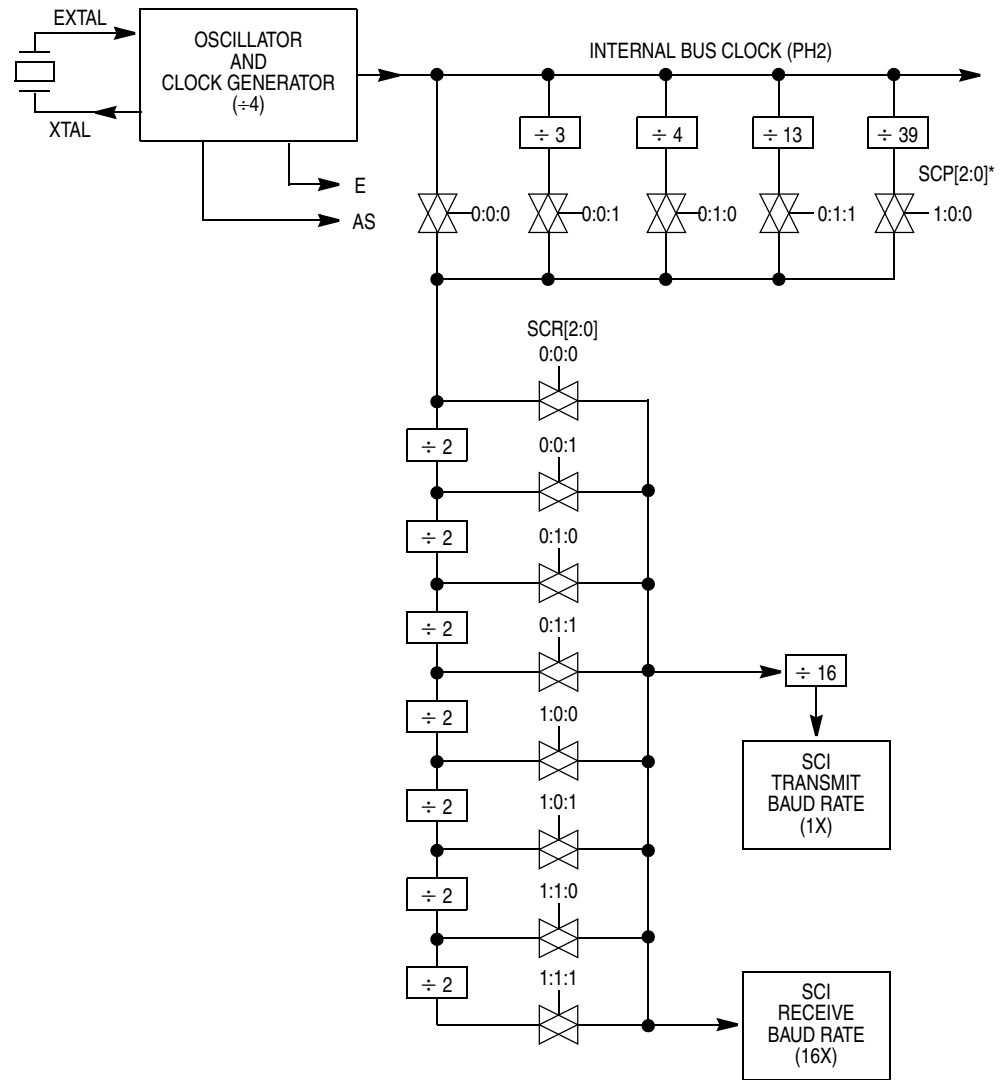 EXTAL
OSCILLATOR
AND
CLOCK GENERATOR
(÷4)
XTAL
E
AS
INTERNAL BUS CLOCK (PH2)
÷ 3
÷ 4
÷ 13
÷ 39
SCP[2:0]*
0:0:0
0:0:1
0:1:0
0:1:1
1:0:0
SCR[2:0]
0:0:0
÷ 2
0:0:1
÷ 2
0:1:0
÷ 2
0:1:1
÷ 16
÷ 2
1:0:0
SCI
TRANSMIT
BAUD RATE
(1X)
÷ 2
1:0:1
÷ 2
1:1:0
÷ 2
1:1:1
SCI
RECEIVE
BAUD RATE
(16X)